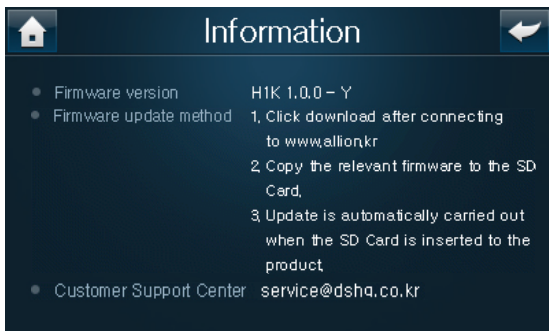 Information
Firmware version H1K 1.0.0 - Y
Firmware update method 1, Click download after connecting
to www,allion,kr
2, Copy the relevant firmware to the SD
Card,
3, Update is automatically carried out
when the SD Card is inserted to the
product,
Customer Support Center service@dshq.co.kr